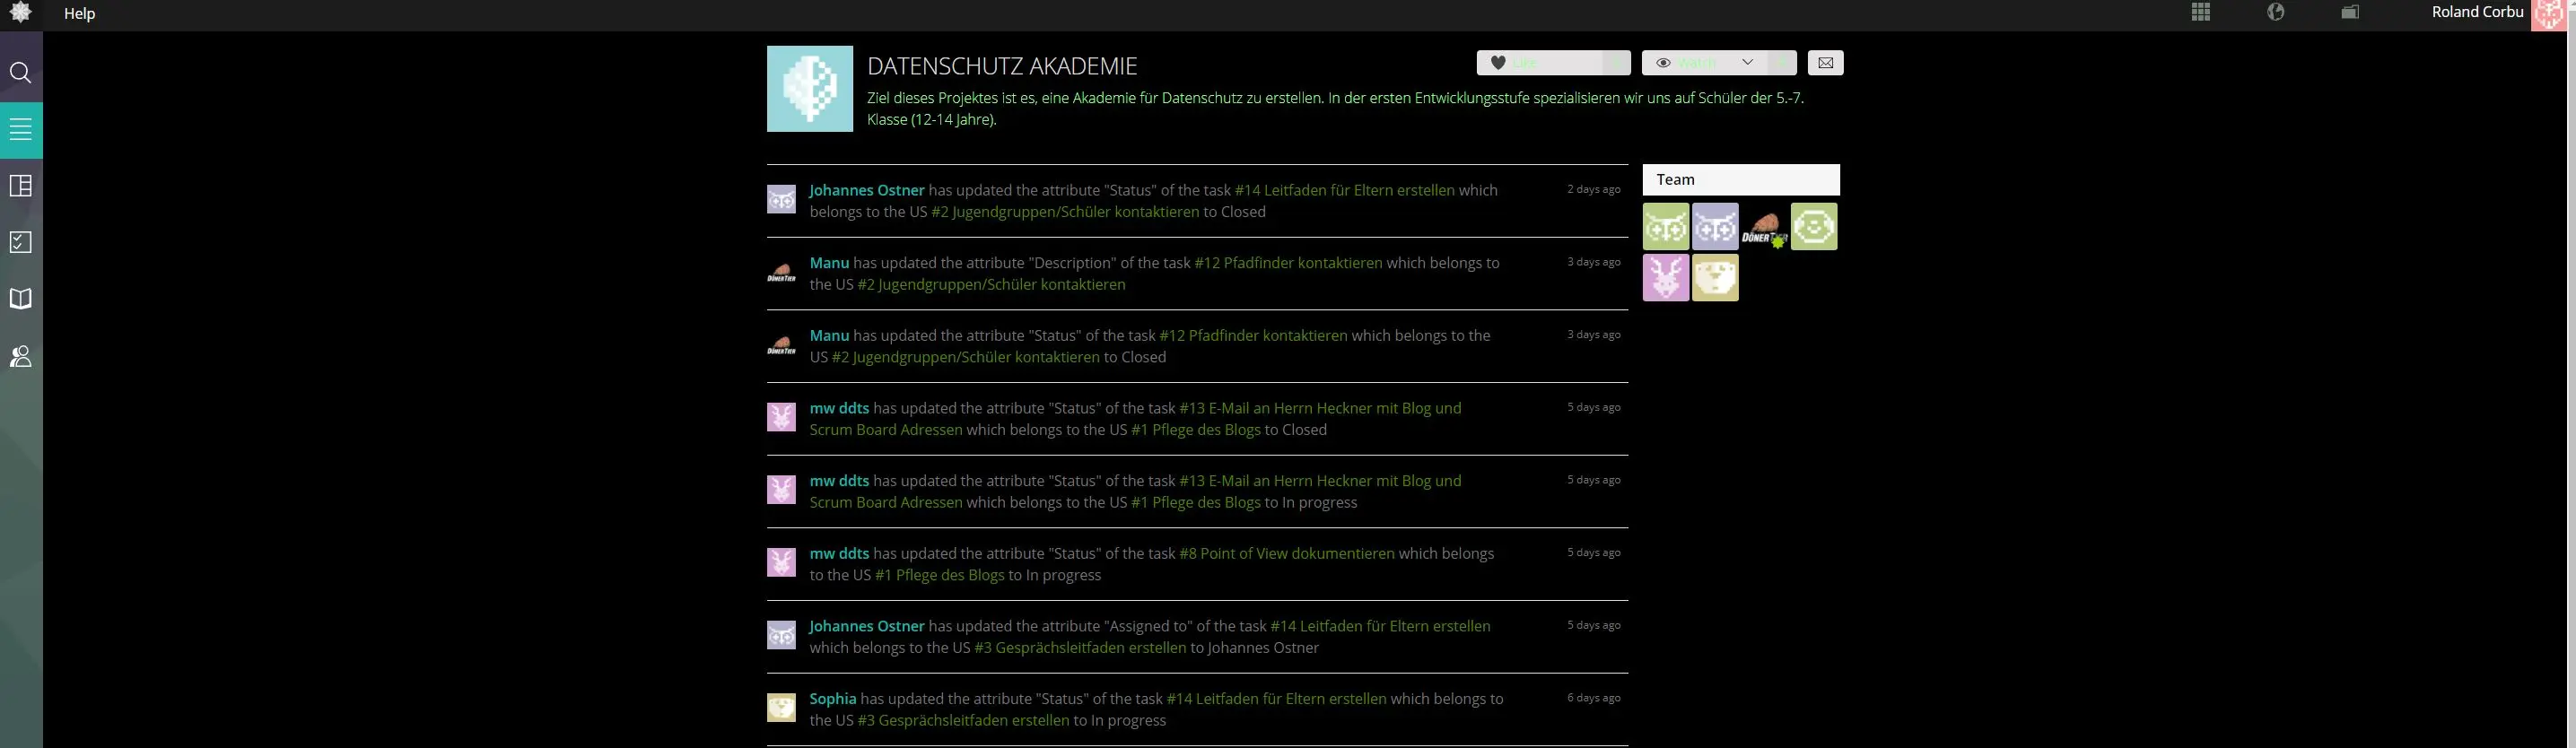 Help
Roland Corbu
DATENSCHUTZ AKADEMIE
Like
Watch
Ziel dieses Projektes ist es, eine Akademie für Datenschutz zu erstellen. In der ersten Entwicklungsstufe spezialisieren wir uns auf Schüler der 5.-7.
Klasse (12-14 Jahre).
Johannes Ostner has updated the attribute "Status" of the task #14 Leitfaden für Eltern erstellen which
2 days ago
belongs to the US #2 Jugendgruppen/Schüler kontaktieren to Closed
Manu has updated the attribute "Description" of the task #12 Pfadfinder kontaktieren which belongs to
3 days ago
the US #2 Jugendgruppen/Schüler kontaktieren
DÖNERTIER
Manu has updated the attribute "Status" of the task #12 Pfadfinder kontaktieren which belongs to the
3 days ago
US #2 Jugendgruppen/Schüler kontaktieren to Closed
DÖNERTIER
mw ddts has updated the attribute "Status" of the task #13 E-Mail an Herrn Heckner mit Blog und
5 days ago
Scrum Board Adressen which belongs to the US #1 Pflege des Blogs to Closed
mw ddts has updated the attribute "Status" of the task #13 E-Mail an Herrn Heckner mit Blog und
5 days ago
Scrum Board Adressen which belongs to the US #1 Pflege des Blogs to In progress
mw ddts has updated the attribute "Status" of the task #8 Point of View dokumentieren which belongs
5 days ago
to the US #1 Pflege des Blogs to In progress
Johannes Ostner has updated the attribute "Assigned to" of the task #14 Leitfaden für Eltern erstellen
5 days ago
which belongs to the US #3 Gesprächsleitfaden erstellen to Johannes Ostner
Sophia has updated the attribute "Status" of the task #14 Leitfaden für Eltern erstellen which belongs to
6 days ago
the US #3 Gesprächsleitfaden erstellen to In progress
Team